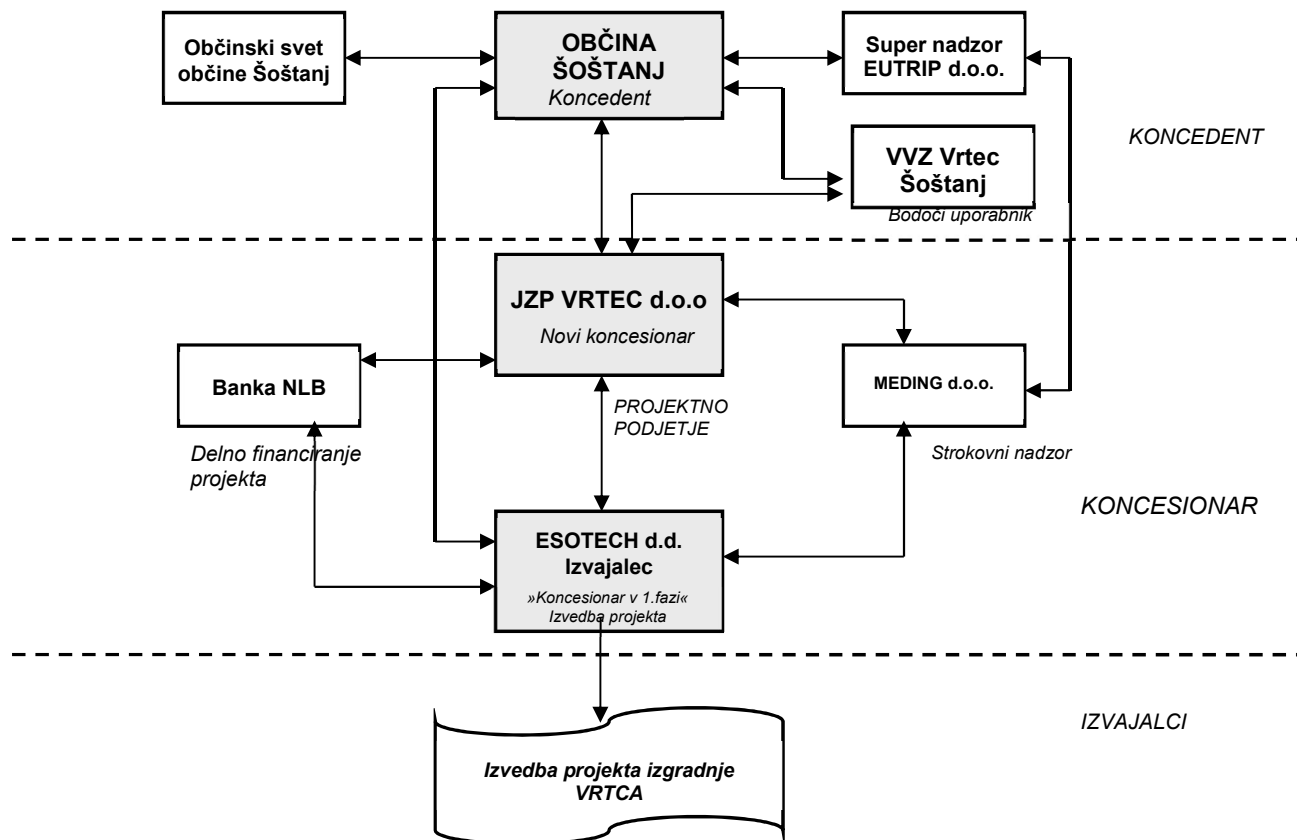 Občinski svet
občine Šoštanj
OBČINA
ŠOŠTANJ
Koncedent
Super nadzor
EUTRIP d.o.o.
KONCEDENT
VVZ Vrtec
Šoštanj
Bodoči uporabnik
JZP VRTEC d.o.o
Novi koncesionar
Banka NLB
Delno financiranje
projekta
PROJEKTNO
PODJETJE
MEDING d.o.o.
Strokovni nadzor
KONCESIONAR
ESOTECH d.d.
Izvajalec
»Koncesionar v 1.fazi«
Izvedba projekta
IZVAJALCI
Izvedba projekta izgradnje
VRTCA